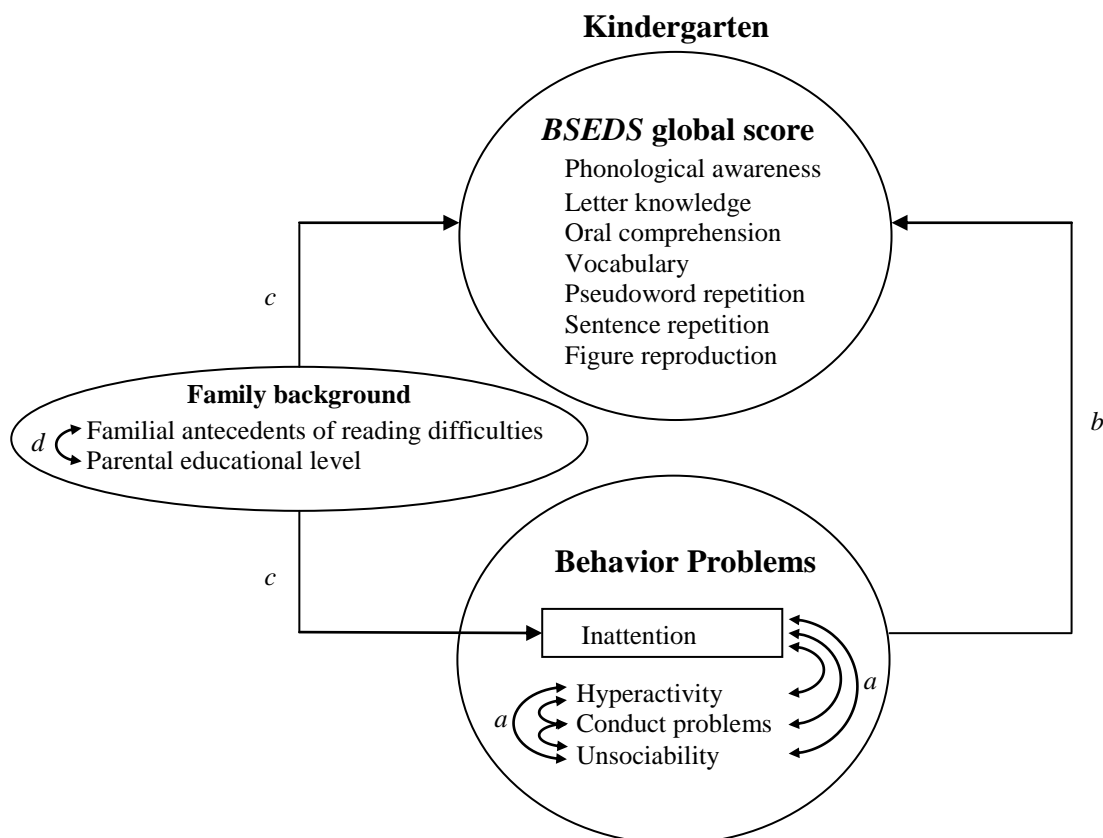 Kindergarten
BSEDS global score
Phonological awareness
Letter knowledge
Oral comprehension
Vocabulary
Pseudoword repetition
Sentence repetition
Figure reproduction
c
Family background
Familial antecedents of reading difficulties
d
Parental educational level
b
c
Behavior Problems
Inattention
a
Hyperactivity
a
Conduct problems
Unsociability